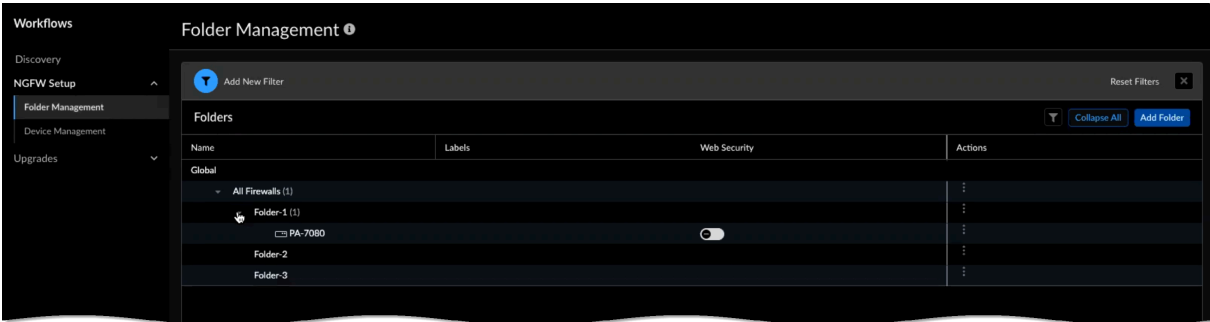 Workflows
Folder Management
Discovery
NGFW Setup
Folder Management
Device Management
Upgrades
Add New Filter
Reset Filters
Folders
Collapse All
Add Folder
Name Labels Web Security Actions
Global
All Firewalls (1)
Folder-1 (1)
PA-7080
Folder-2
Folder-3